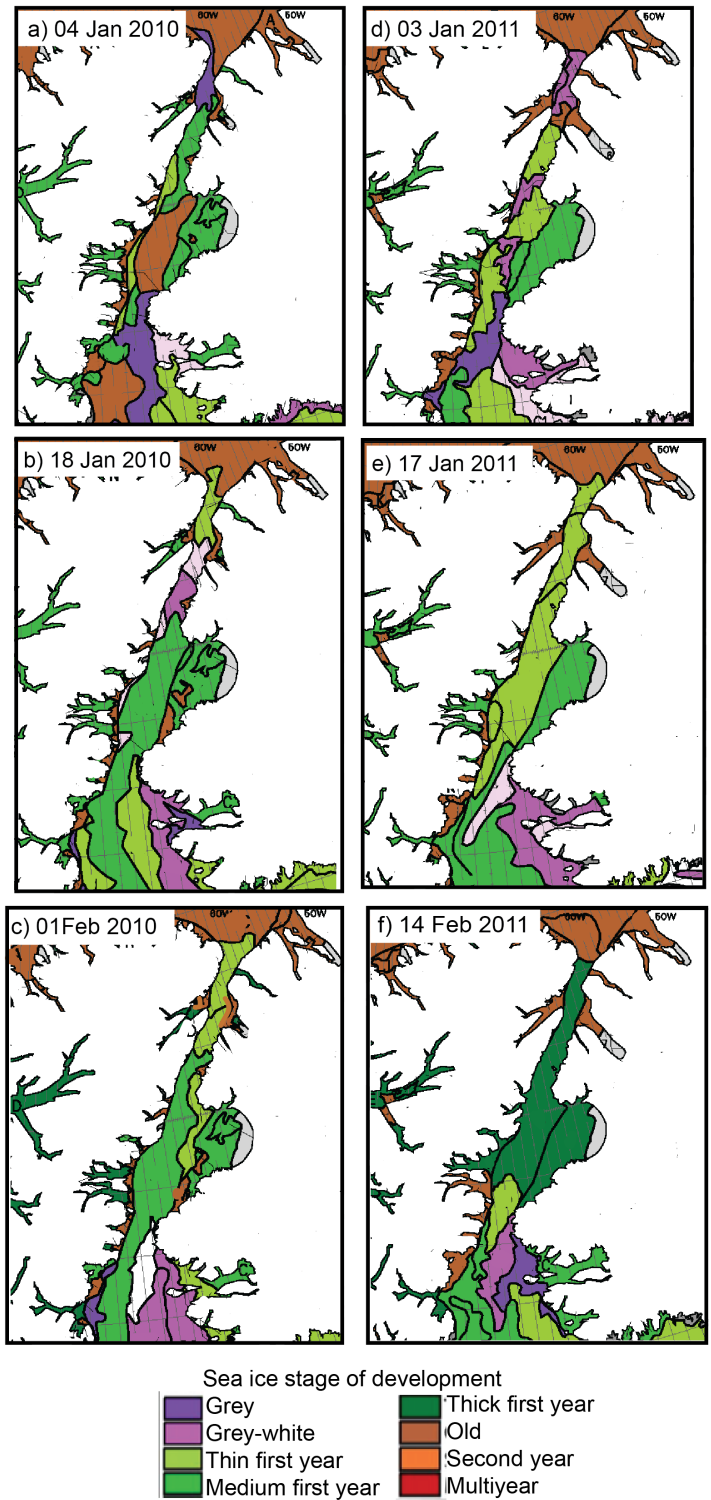 a) 04 Jan 2010
60W
50W
A
d) 03 Jan 2011
60W
50W
b) 18 Jan 2010
60W
50W
e) 17 Jan 2011
60W
50W
c) 01Feb 2010
D
f) 14 Feb 2011
60W
50W
Sea ice stage of development
Grey
Grey-white
Thin first year
Medium first year
Thick first year
Old
Second year
Multiyear